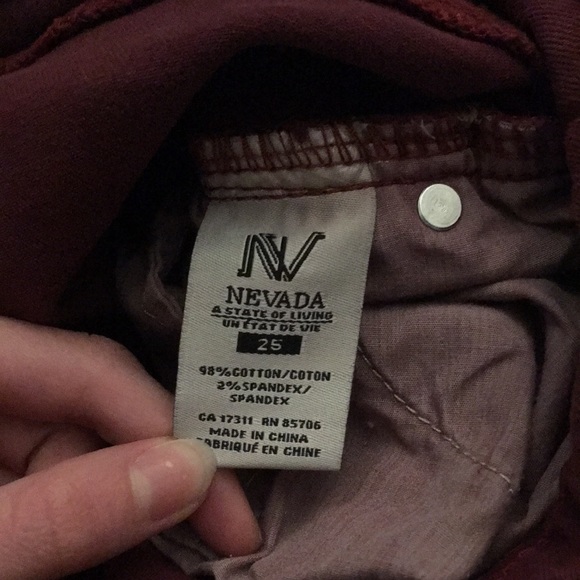 NV
NEVADA
A STATE OF LIVING
UN ÉTAT DE VIE
25
98% COTTON/COTON
2% SPANDEX/
SPANDEX
CA 17311 RN 85706
MADE IN CHINA
FABRIQUÉ EN CHINE